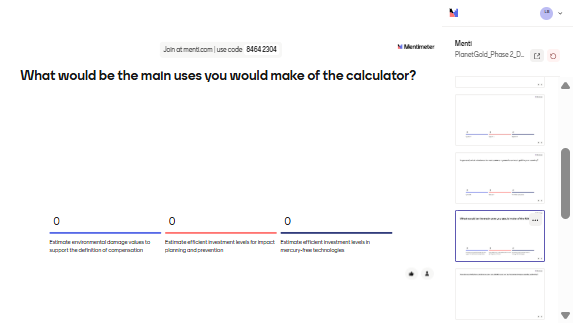 Join at menti.com | use code 8464 2304
Mentimeter
What would be the main uses you would make of the calculator?
0
Estimate environmental damage values to
support the definition of compensation
0
Estimate efficient investment levels for impact
planning and prevention
0
Estimate efficient investment levels in
mercury-free technologies
Menti
PlanetGold_Phase 2_D...